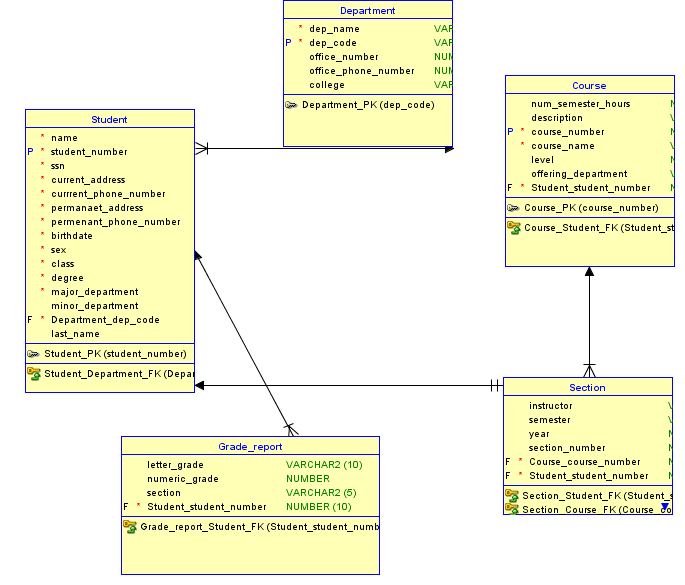 Department
* dep_name VAR
P * dep_code VAR
office_number NUM
office_phone_number NUM
college VAR
Department_PK (dep_code)
Course
num_semester_hours N
description V
P * course_number N
* course_name V
level N
offering_department V
F * Student_student_number N
Course_PK (course_number)
Course_Student_FK (Student_st
Student
* name
P * student_number
* ssn
* current_address
* currrent_phone_number
* permanaet_address
* permenant_phone_number
* birthdate
* sex
* class
* degree
* major_department
minor_department
F * Department_dep_code
last_name
Student_PK (student_number)
Student_Department_FK (Depar
Section
instructor V
semester V
year N
section_number N
F * Course_course_number N
F * Student_student_number N
Section_Student_FK (Student_s
Section_Course_FK (Course_co
Grade_report
letter_grade VARCHAR2 (10)
numeric_grade NUMBER
section VARCHAR2 (5)
F * Student_student_number NUMBER (10)
Grade_report_Student_FK (Student_student_numb